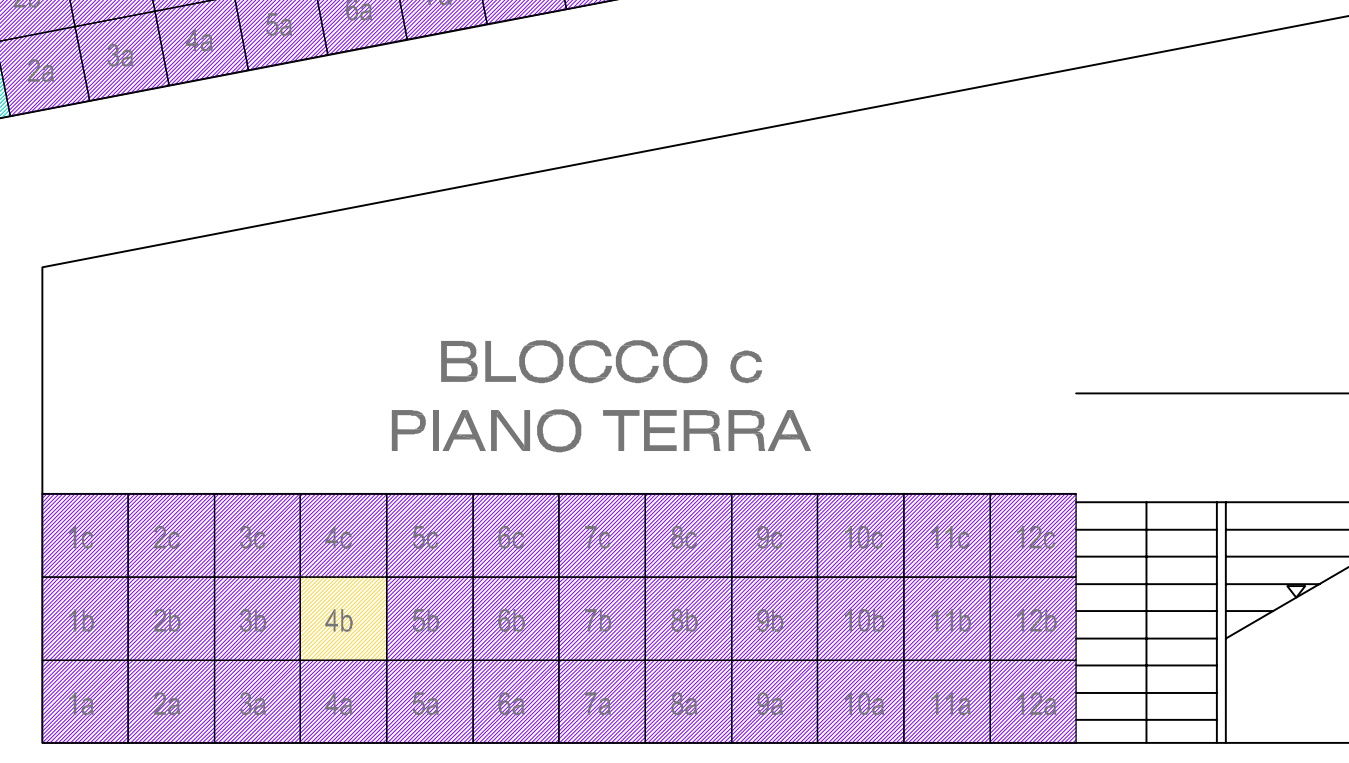 2c
6a
7a
5a
4a
3a
2a
BLOCCO c
PIANO TERRA
1c 2c 3c 4c 5c 6c 7c 8c 9c 10c 11c 12c
1b 2b 3b 4b 5b 6b 7b 8b 9b 10b 11b 12b
1a 2a 3a 4a 5a 6a 7a 8a 9a 10a 11a 12a